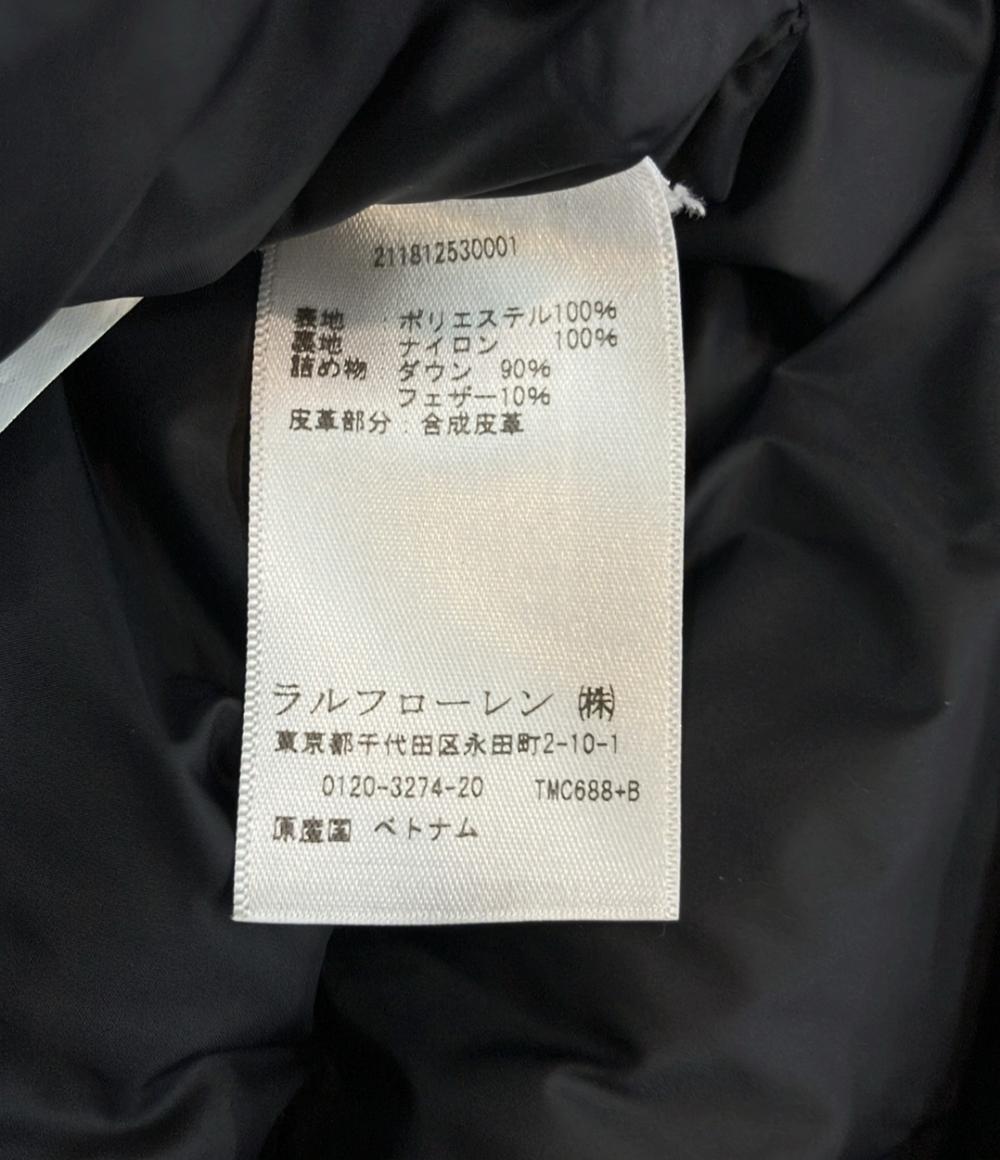 211812530001
表地 : ポリエステル100%
裏地 : ナイロン 100%
詰め物 : ダウン 90%
フェザー10%
皮革部分 : 合成皮革
ラルフローレン ㈱
東京都千代田区永田町2-10-1
0120-3274-20 TMC688+B
原産国 ベトナム